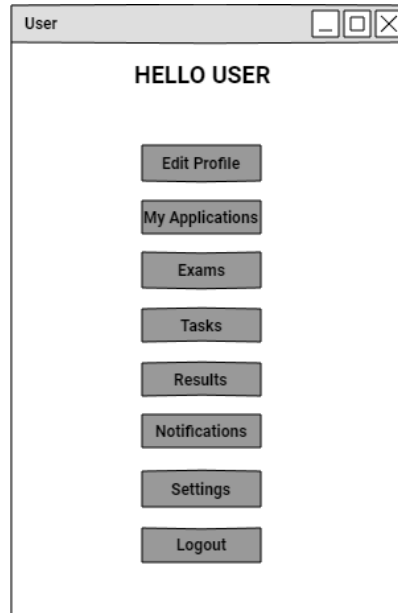 User
HELLO USER
Edit Profile
My Applications
Exams
Tasks
Results
Notifications
Settings
Logout